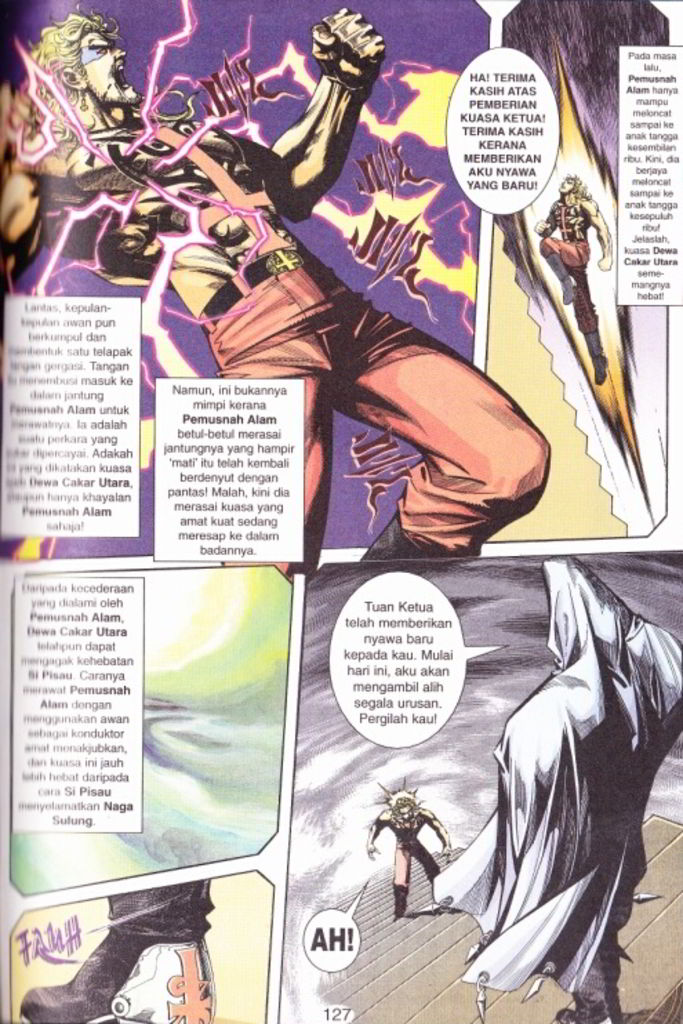 Lantas, kepulan-
kepulan awan pun
berkumpul dan
membentuk satu telapak
tangan gergasi. Tangan
itu menembusi masuk ke
dalam jantung
Pemusnah Alam untuk
merawatnya. Ia adalah
suatu perkara yang
sukar dipercayai. Adakah
ini yang dikatakan kuasa
Dewa Cakar Utara,
ataupun hanya khayalan
Pemusnah Alam
sahaja!
Namun, ini bukannya
mimpi kerana
Pemusnah Alam
betul-betul merasai
jantungnya yang hampir
'mati' itu telah kembali
berdenyut dengan
pantas! Malah, kini dia
merasai kuasa yang
amat kuat sedang
meresap ke dalam
badannya.
HA! TERIMA
KASIH ATAS
PEMBERIAN
KUASA KETUA!
TERIMA KASIH
KERANA
MEMBERIKAN
AKU NYAWA
YANG BARU!
Pada masa
lalu,
Pemusnah
Alam hanya
mampu
meloncat
sampai ke
anak tangga
kesembilan
ribu. Kini, dia
berjaya
meloncat ke
anak tangga
kesepuluh
ribu!
Jelaslah,
kuasa Dewa
Cakar Utara
seme-
mangnya
hebat!
Daripada kecederaan
yang dialami oleh
Pemusnah Alam,
Dewa Cakar Utara
telahpun dapat
mengagak kehebatan
Si Pisau. Caranya
merawat Pemusnah
Alam dengan
menggunakan awan
sebagai konduktor
amat menakjubkan,
dan kuasa ini jauh
lebih hebat daripada
cara Si Pisau
menyelamatkan Naga
Sulung.
Tuan Ketua
telah memberikan
nyawa baru
kepada kau. Mulai
hari ini, aku akan
mengambil alih
segala urusan.
Pergilah kau!
AH!
127